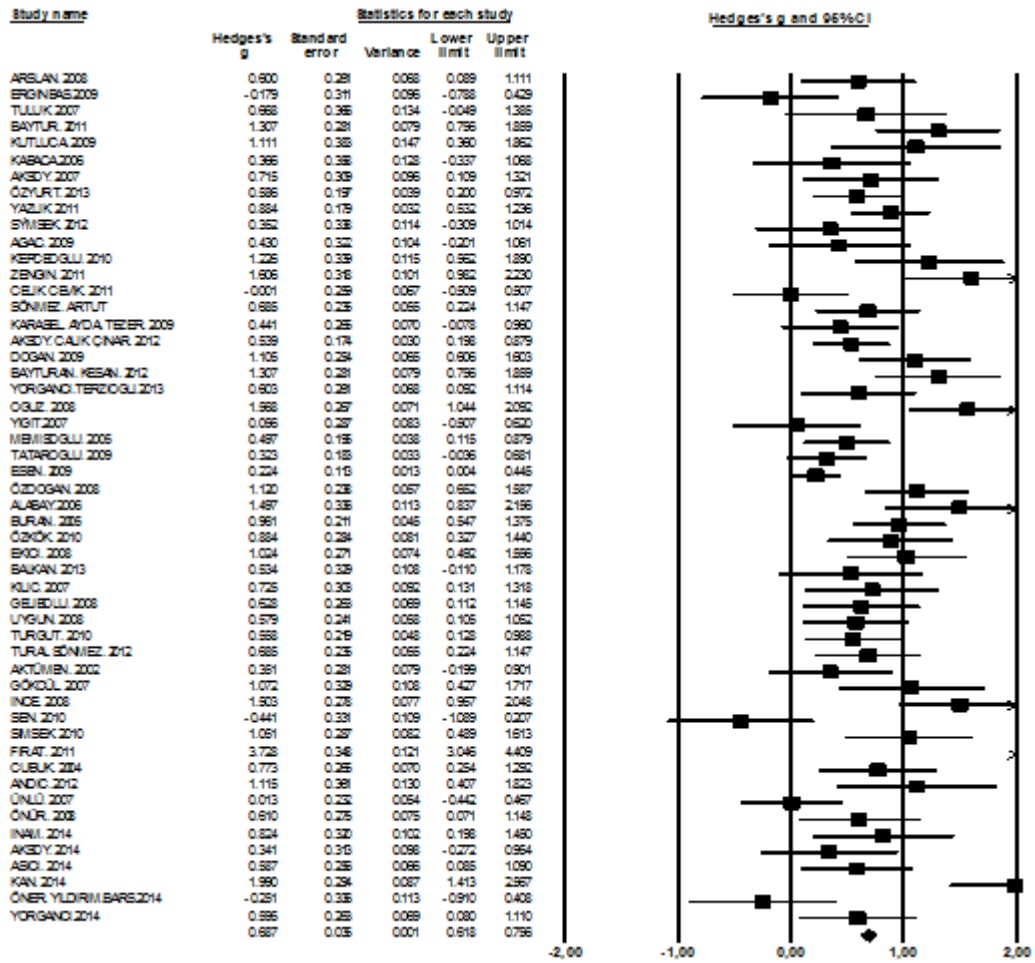 Study name Statistics for each study Hedges's g and 95%CI
Hedges's Standard Lower Upper
g error Variance limit limit
ARSLAN. 2008 0.600 0.261 0.068 0.089 1.111
ERGINBAS.2009 -0.179 0.311 0.096 -0.788 0.429
TULUK. 2007 0.668 0.366 0.134 -0.049 1.385
BAYTUR. 2011 1.307 0.281 0.079 0.756 1.859
KUTLUCA. 2009 1.111 0.383 0.147 0.360 1.862
KABACA.2006 0.366 0.358 0.128 -0.337 1.068
AKSOY. 2007 0.715 0.309 0.096 0.109 1.321
ÖZYURT. 2013 0.586 0.197 0.039 0.200 0.972
YAZLIK. 2011 0.884 0.179 0.032 0.532 1.236
SÝMSEK. 2012 0.352 0.338 0.114 -0.309 1.014
AGAC. 2009 0.430 0.322 0.104 -0.201 1.061
KEPCEOGLU. 2010 1.226 0.339 0.115 0.562 1.890
ZENGIN. 2011 1.606 0.318 0.101 0.982 2.230
CELIK CEVIK. 2011 -0.001 0.259 0.067 -0.509 0.507
SÖNMEZ. ARTUT 0.685 0.235 0.055 0.224 1.147
KARASEL. AYDA. TEZER. 2009 0.441 0.265 0.070 -0.078 0.960
AKSOY. CALIK. ÇINAR. 2012 0.539 0.174 0.030 0.198 0.879
DOGAN. 2009 1.105 0.254 0.065 0.606 1.603
BAYTURAN. KESAN. 2012 1.307 0.281 0.079 0.756 1.859
YORGANCI.TERZIOGLU.2013 0.603 0.261 0.068 0.092 1.114
OGUZ. 2008 1.568 0.267 0.071 1.044 2.092
YIGIT.2007 0.056 0.287 0.083 -0.507 0.620
MEMISOGLU.2005 0.497 0.195 0.038 0.115 0.879
TATAROGLU. 2009 0.323 0.183 0.033 -0.036 0.681
ESEN. 2009 0.224 0.113 0.013 0.004 0.445
ÖZDOGAN. 2008 1.120 0.238 0.057 0.652 1.587
ALABAY.2006 1.497 0.336 0.113 0.837 2.156
BURAN. 2005 0.961 0.211 0.045 0.547 1.375
ÖZKÖK. 2010 0.884 0.284 0.081 0.327 1.440
EKICI. 2008 1.024 0.271 0.074 0.492 1.556
BALKAN. 2013 0.534 0.329 0.108 -0.110 1.178
KILIC. 2007 0.725 0.303 0.092 0.131 1.318
GELIEOLU. 2008 0.628 0.263 0.069 0.112 1.145
UYGUN. 2008 0.579 0.241 0.058 0.105 1.052
TURGUT. 2010 0.558 0.219 0.048 0.128 0.988
TURAL SÖNMEZ. 2012 0.685 0.235 0.055 0.224 1.147
AKTÜMEN. 2002 0.351 0.281 0.079 -0.199 0.901
GÖKCÜL. 2007 1.072 0.329 0.108 0.427 1.717
INCE. 2008 1.503 0.278 0.077 0.957 2.048
SEN. 2010 -0.441 0.331 0.109 -1.089 0.207
SIMSEK. 2010 1.051 0.287 0.082 0.489 1.613
FIRAT. 2011 3.728 0.348 0.121 3.046 4.409
CUBUK. 2004 0.773 0.265 0.070 0.254 1.292
ANDIC. 2012 1.115 0.361 0.130 0.407 1.823
ÜNLÜ. 2007 0.013 0.232 0.054 -0.442 0.467
ÖNÜR. 2008 0.610 0.275 0.075 0.071 1.148
INAM. 2014 0.824 0.320 0.102 0.198 1.450
AKSOY. 2014 0.341 0.313 0.098 -0.272 0.954
ASICI. 2014 0.587 0.256 0.066 0.085 1.090
KAN. 2014 1.990 0.294 0.087 1.413 2.567
ÖNER. YILDIRIM.BARS.2014 -0.251 0.336 0.113 -0.910 0.408
YORGANCI.2014 0.595 0.263 0.069 0.080 1.110
0.687 0.035 0.001 0.618 0.756
-2,00 -1,00 0,00 1,00 2,00